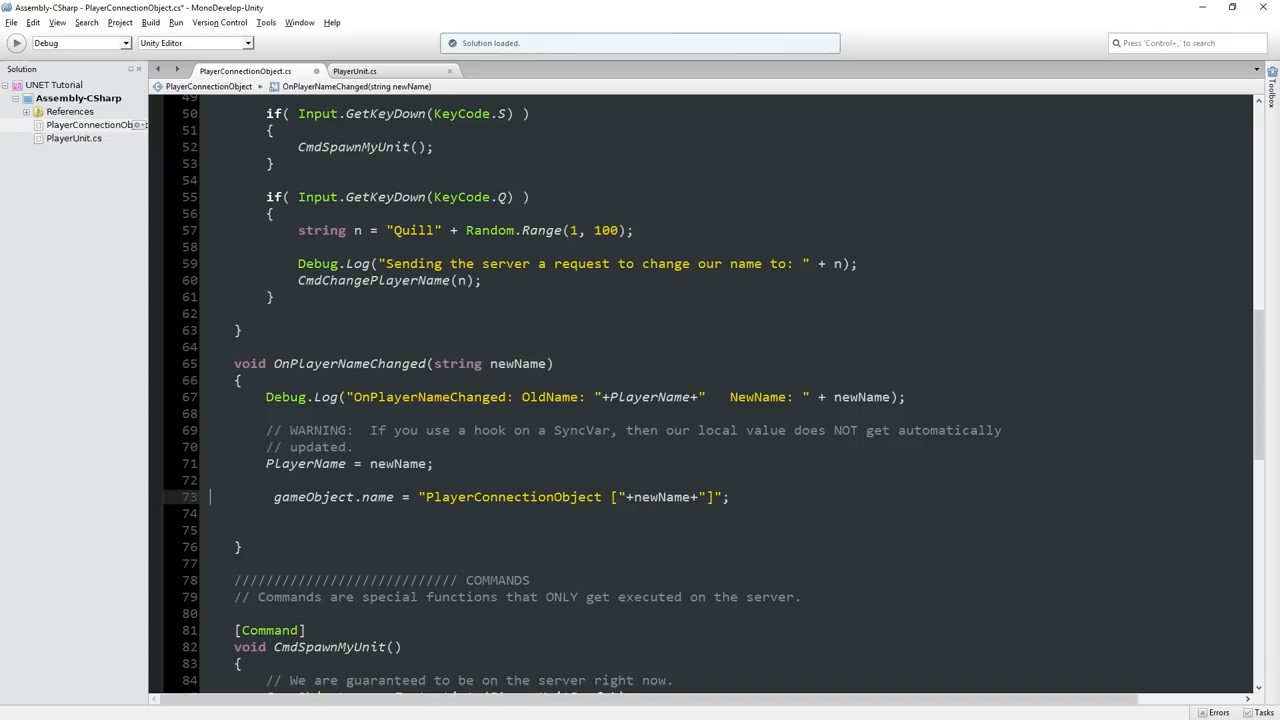 Assembly-CSharp - PlayerConnectionObject.cs* - MonoDevelop-Unity
File Edit View Search Project Build Run Version Control Tools Window Help
Debug Unity Editor Solution loaded. Press 'Control+,' to search
Solution PlayerConnectionObject.cs PlayerUnit.cs
UNET Tutorial PlayerConnectionObject OnPlayerNameChanged(string newName)
Assembly-CSharp
References
PlayerConnectionObj
PlayerUnit.cs
Toolbox
49
50 if( Input.GetKeyDown(KeyCode.S) )
51 {
52 CmdSpawnMyUnit();
53 }
54
55 if( Input.GetKeyDown(KeyCode.Q) )
56 {
57 string n = "Quill" + Random.Range(1, 100);
58
59 Debug.Log("Sending the server a request to change our name to: " + n);
60 CmdChangePlayerName(n);
61 }
62
63 }
64
65 void OnPlayerNameChanged(string newName)
66 {
67 Debug.Log("OnPlayerNameChanged: OldName: "+PlayerName+"   NewName: " + newName);
68
69 // WARNING:  If you use a hook on a SyncVar, then our local value does NOT get automatically
70 // updated.
71 PlayerName = newName;
72
73 gameObject.name = "PlayerConnectionObject ["+newName+"]";
74
75
76 }
77
78 //////////////////////////// COMMANDS
79 // Commands are special functions that ONLY get executed on the server.
80
81 [Command]
82 void CmdSpawnMyUnit()
83 {
84 // We are guaranteed to be on the server right now.
Errors Tasks